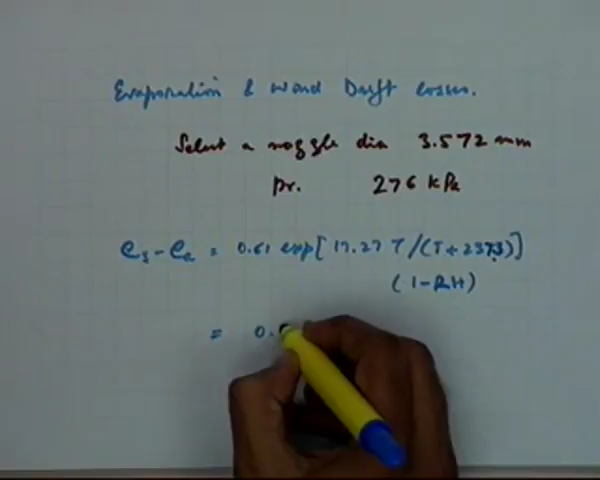 Evaporation & Wind Drift losses.
Select a nozzle dia 3.572 mm
pr. 276 kPa
es - ea = 0.61 exp[17.27 T/(T+237.3)]
(1-RH)
= 0.